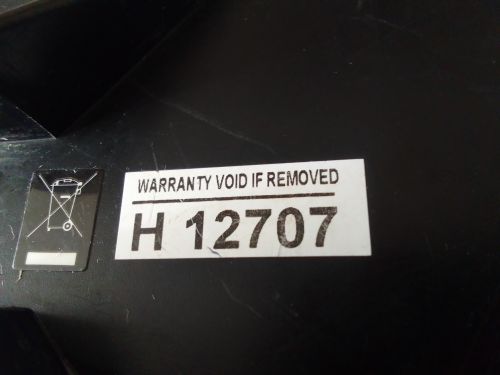 WARRANTY VOID IF REMOVED
H 12707